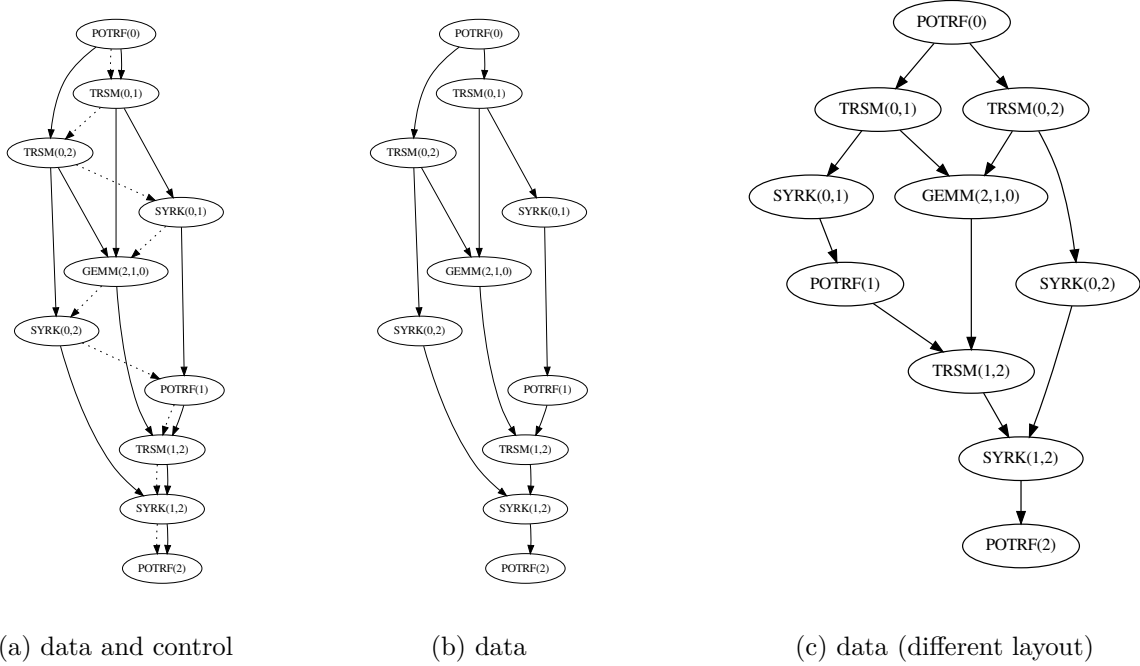 POTRF(0)
TRSM(0,1)
TRSM(0,2)
SYRK(0,1)
GEMM(2,1,0)
SYRK(0,2)
POTRF(1)
TRSM(1,2)
SYRK(1,2)
POTRF(2)
(a) data and control
POTRF(0)
TRSM(0,1)
TRSM(0,2)
SYRK(0,1)
GEMM(2,1,0)
SYRK(0,2)
POTRF(1)
TRSM(1,2)
SYRK(1,2)
POTRF(2)
(b) data
POTRF(0)
TRSM(0,1)
TRSM(0,2)
SYRK(0,1)
GEMM(2,1,0)
POTRF(1)
SYRK(0,2)
TRSM(1,2)
SYRK(1,2)
POTRF(2)
(c) data (different layout)